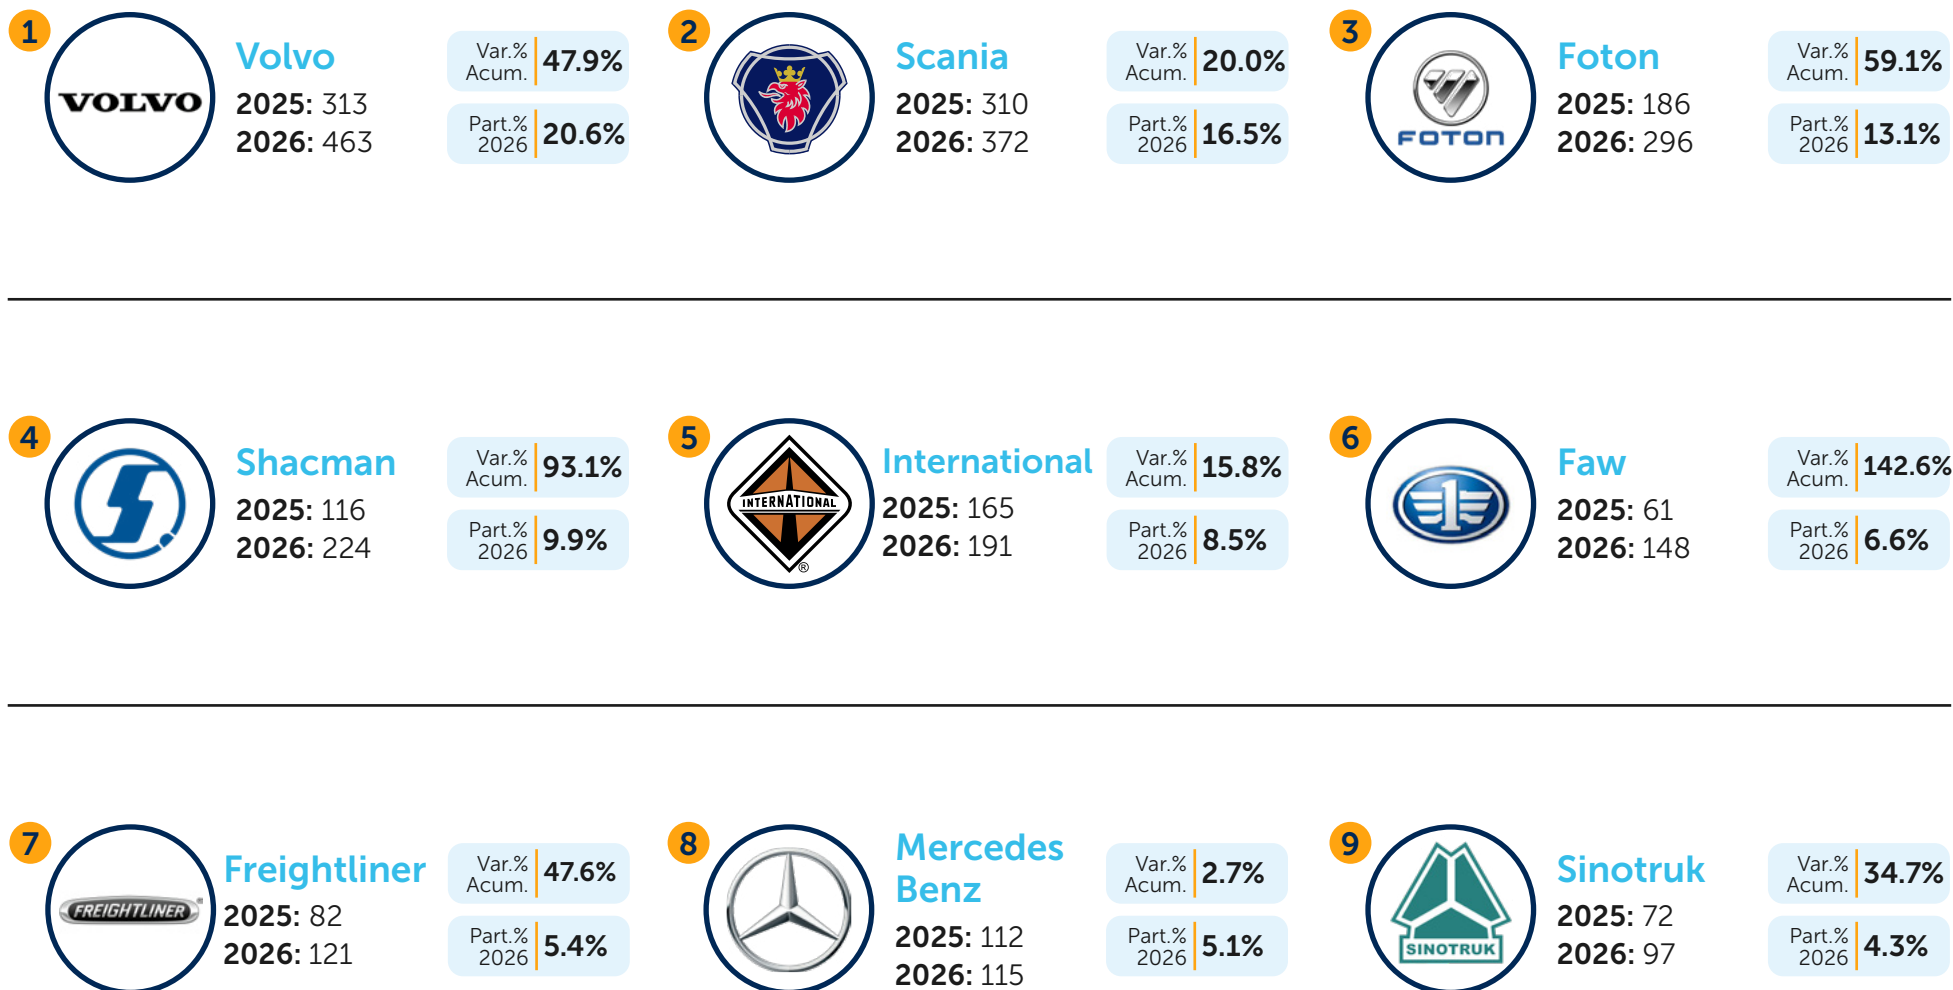 1
VOLVO
Volvo
2025: 313
2026: 463
Var.%
Acum.
47.9%
Part.%
2026
20.6%
2
Scania
2025: 310
2026: 372
Var.%
Acum.
20.0%
Part.%
2026
16.5%
3
FOTON
Foton
2025: 186
2026: 296
Var.%
Acum.
59.1%
Part.%
2026
13.1%
4
Shacman
2025: 116
2026: 224
Var.%
Acum.
93.1%
Part.%
2026
9.9%
5
INTERNATIONAL
®
International
2025: 165
2026: 191
Var.%
Acum.
15.8%
Part.%
2026
8.5%
6
1
Faw
2025: 61
2026: 148
Var.%
Acum.
142.6%
Part.%
2026
6.6%
7
FREIGHTLINER
Freightliner
2025: 82
2026: 121
Var.%
Acum.
47.6%
Part.%
2026
5.4%
8
Mercedes
Benz
2025: 112
2026: 115
Var.%
Acum.
2.7%
Part.%
2026
5.1%
9
SINOTRUK
Sinotruk
2025: 72
2026: 97
Var.%
Acum.
34.7%
Part.%
2026
4.3%